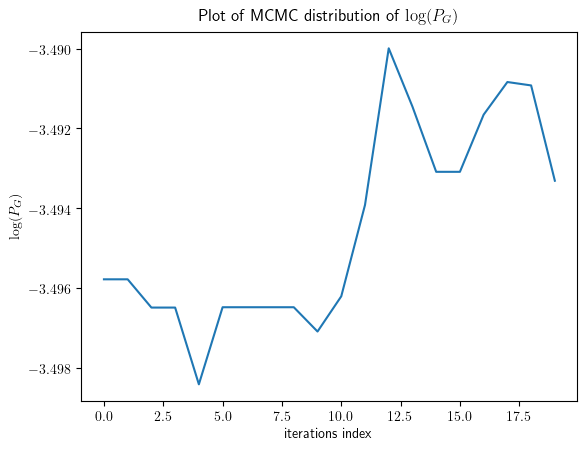 Plot of MCMC distribution of log(P_G)
−3.490
−3.492
−3.494
−3.496
−3.498
log(P_G)
0.0 2.5 5.0 7.5 10.0 12.5 15.0 17.5
iterations index